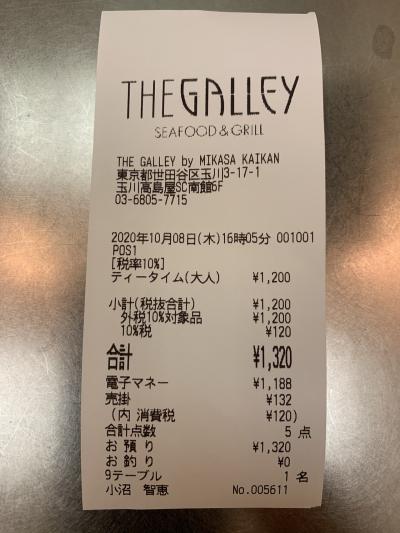 THE GALLEY
SEAFOOD & GRILL
THE GALLEY by MIKASA KAIKAN
東京都世田谷区玉川3-17-1
玉川高島屋SC南館6F
03-6805-7715
2020年10月08日(木)16時05分 001001
POS1
[税率10%]
ティータイム(大人) ¥1,200
小計(税抜合計) ¥1,200
外税10%対象品 ¥1,200
10%税 ¥120
合計 ¥1,320
電子マネー ¥1,188
売掛 ¥132
(内 消費税 ¥120)
合計点数 5 点
お 預 り ¥1,320
お 釣 り ¥0
9テーブル 1 名
小沼 智恵 No.005611